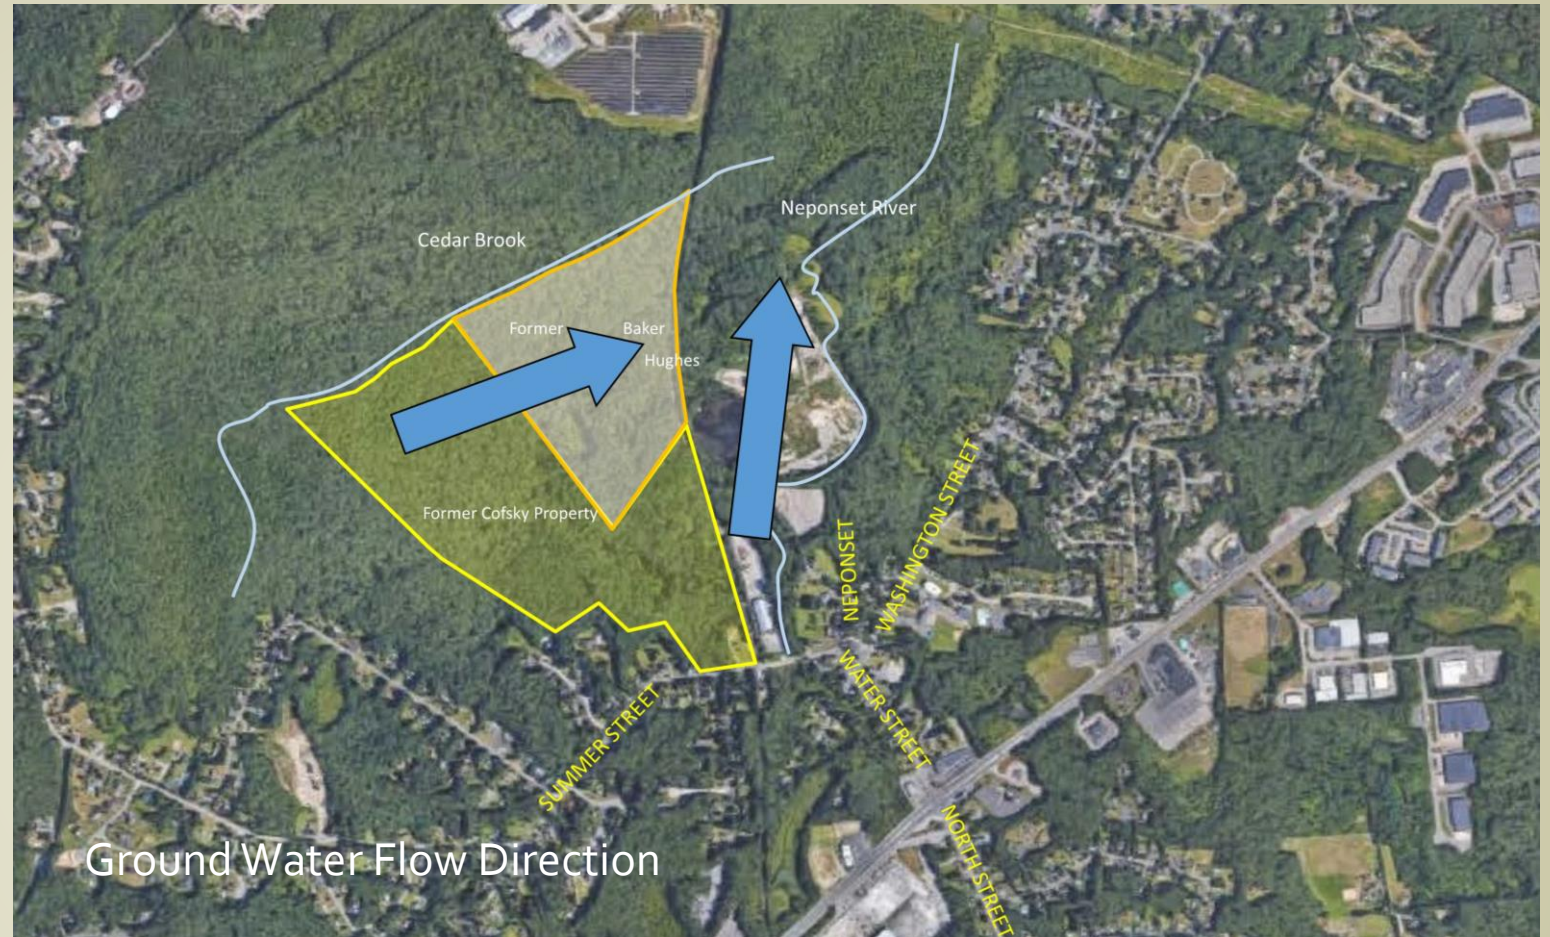 Neponset River
Cedar Brook
Former Baker
Hughes
Former Cofsky Property
NEPONSET
WASHINGTON STREET
WATER STREET
SUMMER STREET
NORTH STREET
Ground Water Flow Direction